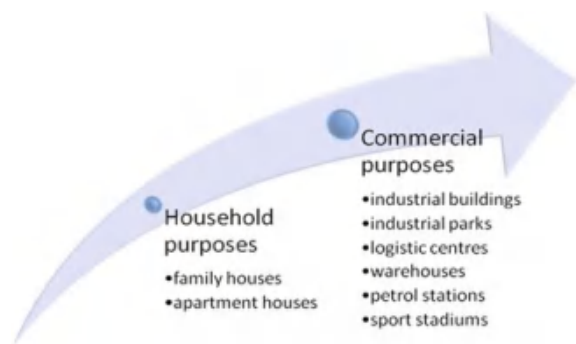 Household
purposes
•family houses
•apartment houses
Commercial
purposes
•industrial buildings
•industrial parks
•logistic centres
•warehouses
•petrol stations
•sport stadiums